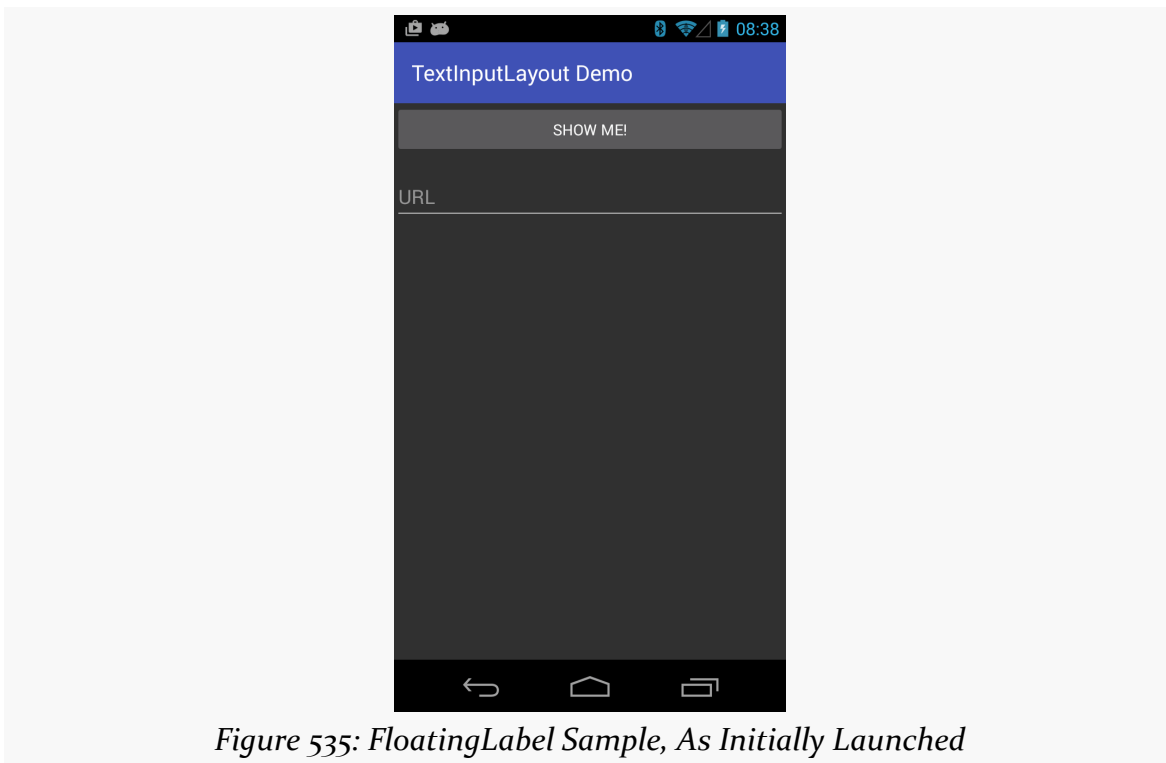 08:38
TextInputLayout Demo
SHOW ME!
URL
Figure 535: FloatingLabel Sample, As Initially Launched